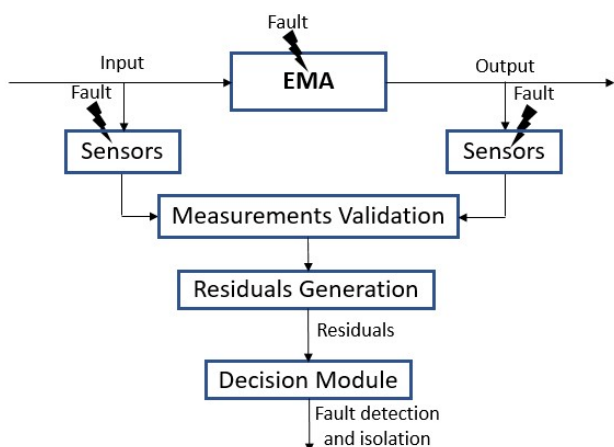 Fault
Input
EMA
Output
Fault
Fault
Sensors
Sensors
Measurements Validation
Residuals Generation
Residuals
Decision Module
Fault detection
and isolation